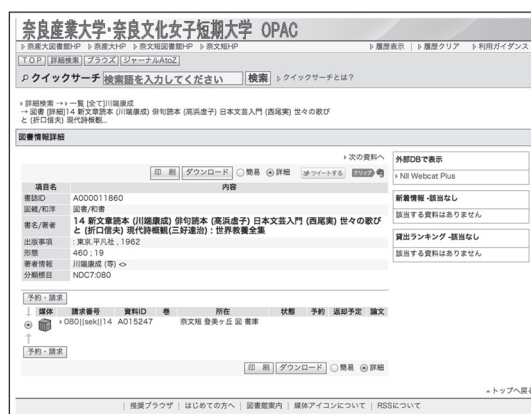 奈良産業大学・奈良文化女子短期大学 OPAC
奈産大図書館HP 奈産大HP 奈文短図書館HP 奈文短HP 履歴表示 | 履歴クリア 利用ガイダンス
TOP 詳細検索 ブラウズ ジャーナルAtoZ
クイックサーチ 検索語を入力してください 検索 クイックサーチとは？
詳細検索 → 一覧 [全て]川端康成
→ 図書 [詳細]14 新文章読本 (川端康成) 俳句読本 (高浜虚子) 日本文芸入門 (西尾実) 世々の歌び
と (折口信夫) 現代詩概観...
図書情報詳細
次の資料へ
印 刷 ダウンロード 簡易 詳細 ツイートする クリップ
項目名 内容
書誌ID A000011860
図雑/和洋 図書/和書
書名/著者 14 新文章読本 (川端康成) 俳句読本 (高浜虚子) 日本文芸入門 (西尾実) 世々の歌び
と (折口信夫) 現代詩概観(三好達治) : 世界教養全集
出版事項 : 東京.平凡社 , 1962
形態 460 ; 19
著者情報 川端康成 (等) <>
分類標目 NDC7:080
予約・請求
↓ 媒体 請求番号 資料ID 巻 所在 状態 予約 返却予定 論文
080||sek||14 A015247 奈文短 登美ヶ丘 図 書庫
↑
予約・請求
印 刷 ダウンロード 簡易 詳細
外部DBで表示
NII Webcat Plus
新着情報 -該当なし
該当する資料はありません
貸出ランキング -該当なし
該当する資料はありません
トップへ戻る
| 推奨ブラウザ | はじめての方へ | 図書館案内 | 媒体アイコンについて | RSSについて